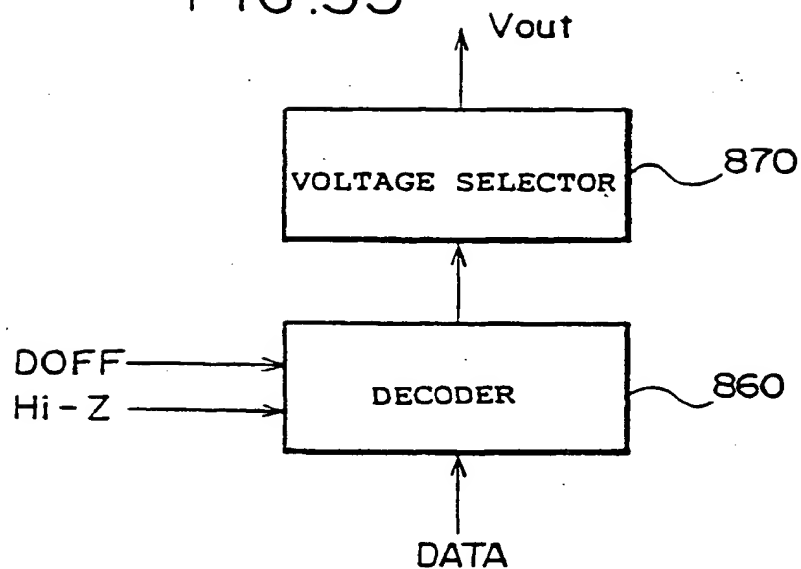 Vout
VOLTAGE SELECTOR
870
DOFF
Hi-Z
DECODER
860
DATA